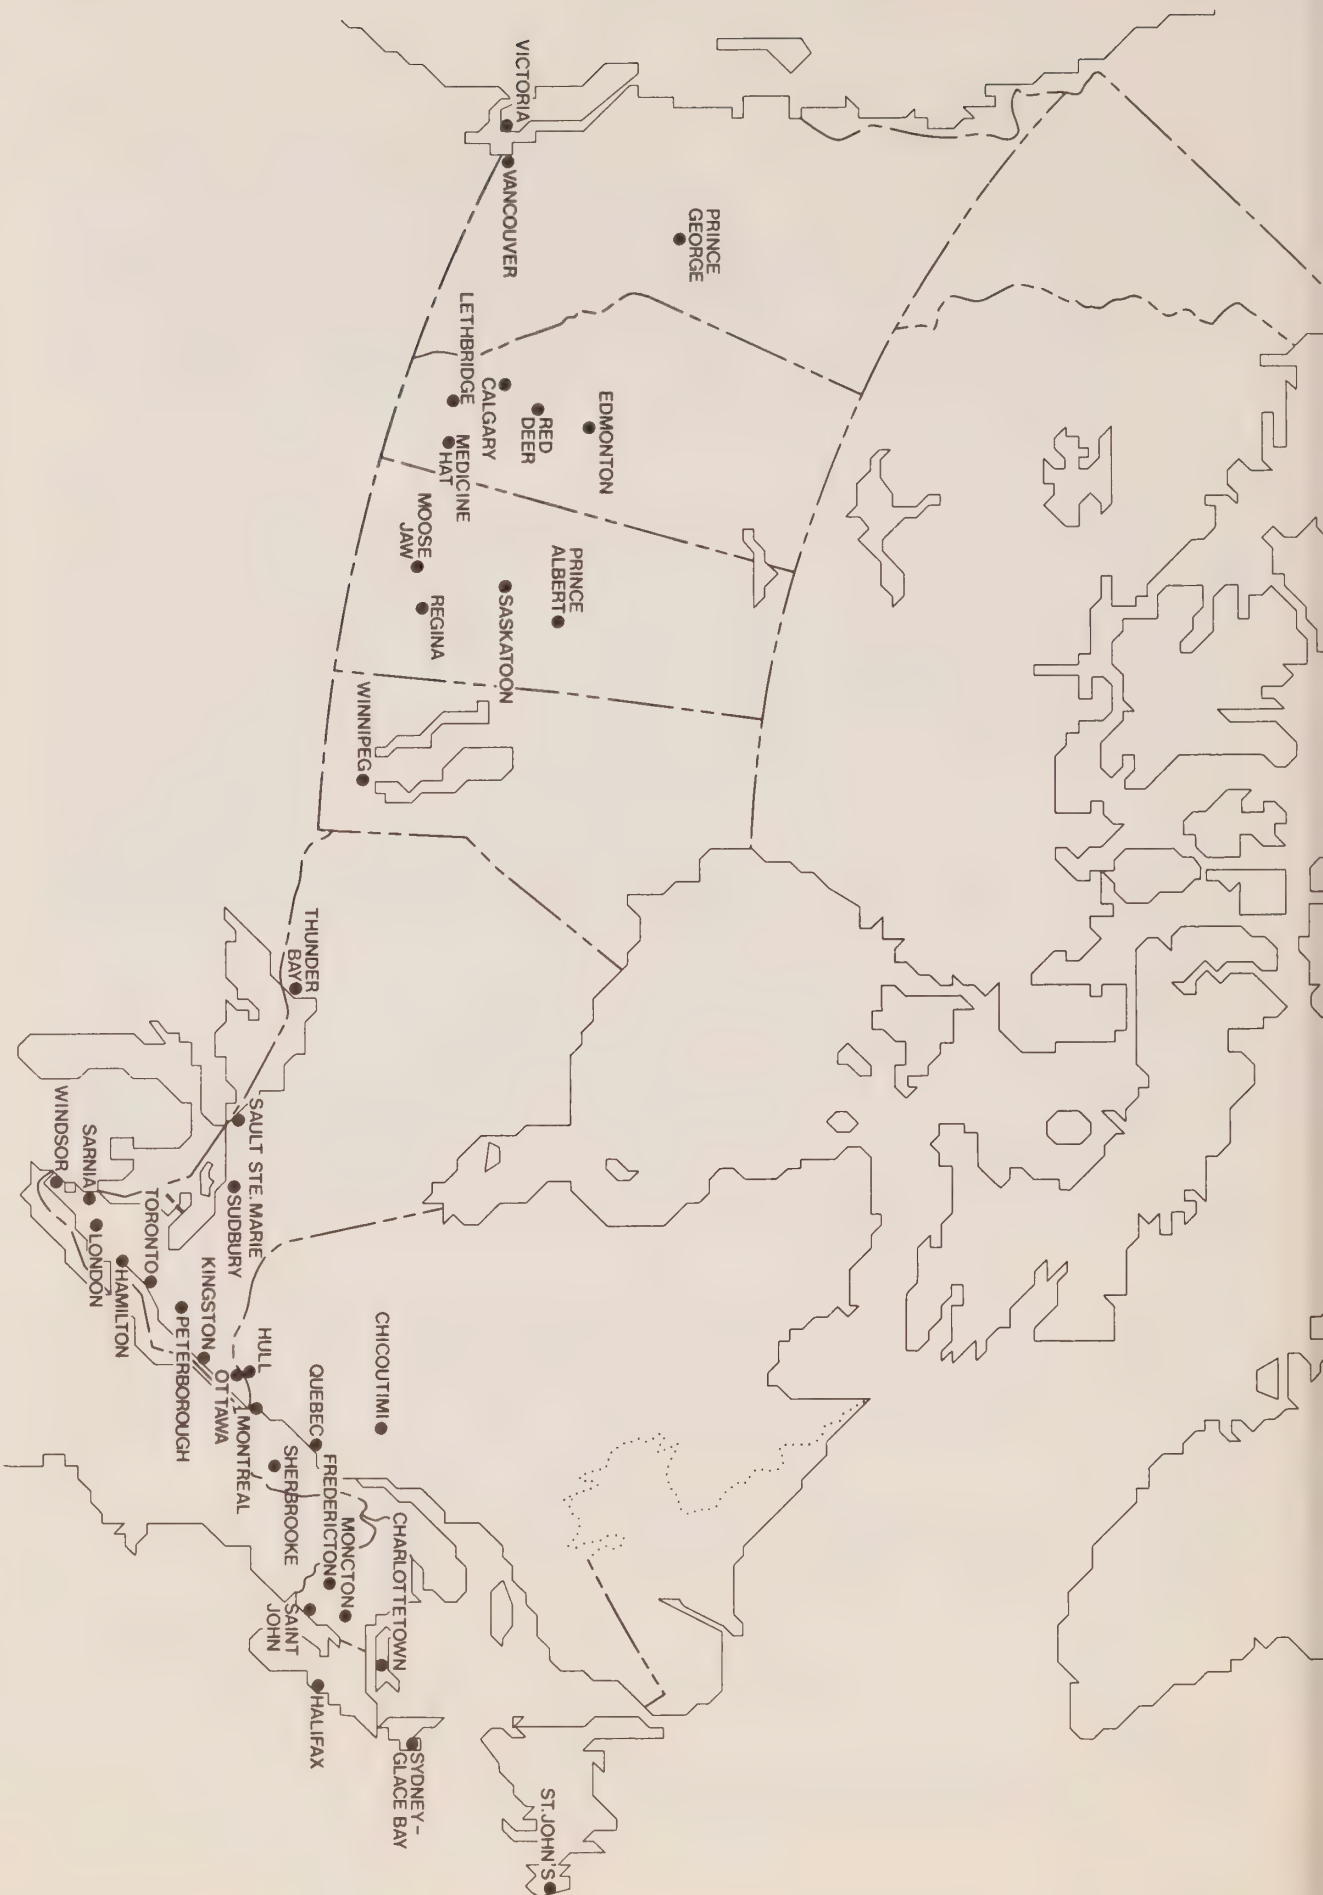 VICTORIA
VANCOUVER
PRINCE
GEORGE
LETHBRIDGE
CALGARY
RED
DEER
EDMONTON
MEDICINE
HAT
MOOSE
JAW
REGINA
SASKATOON
PRINCE
ALBERT
WINNIPEG
THUNDER
BAY
SAULT STE. MARIE
SUDBURY
WINDSOR
SARNIA
LONDON
TORONTO
HAMILTON
PETERBOROUGH
KINGSTON
OTTAWA
HULL
MONTREAL
QUEBEC
CHICOUTIMI
SHERBROOKE
FREDERICTON
MONCTON
SAINT
JOHN
CHARLOTTETOWN
HALIFAX
SYDNEY –
GLACE BAY
ST. JOHN'S